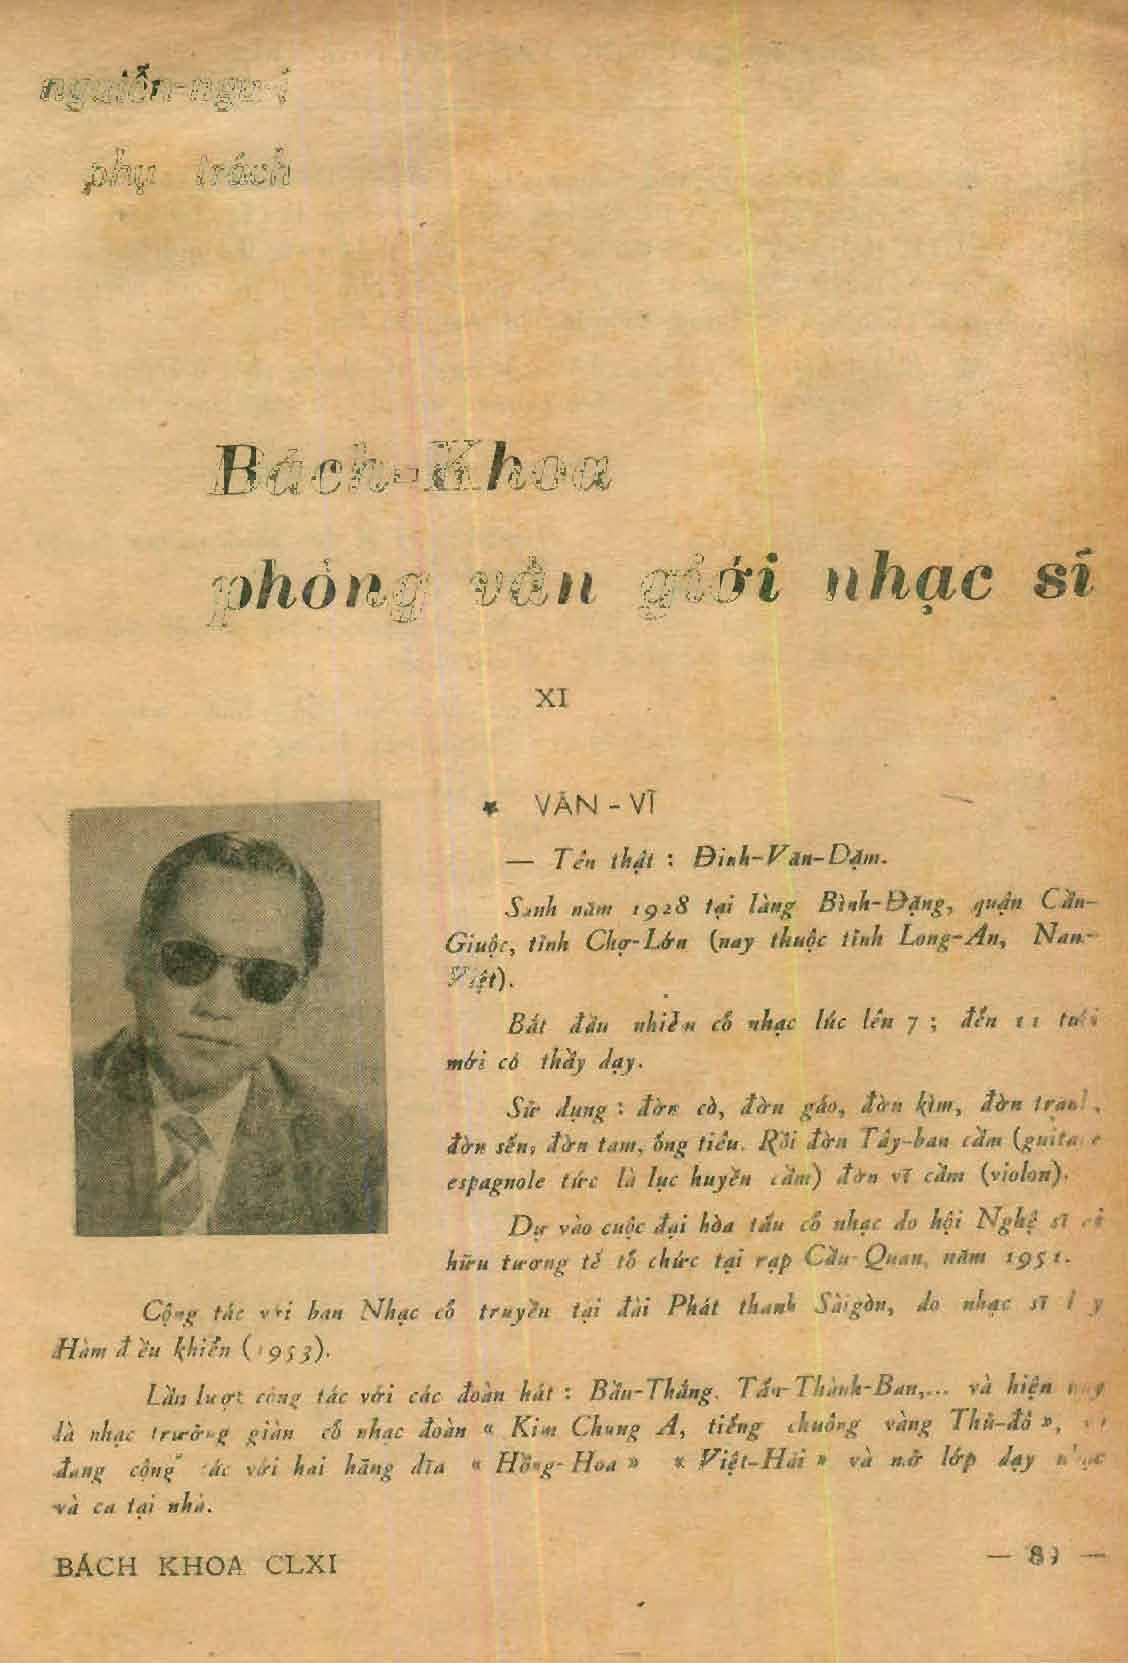 nguiễn-ngu-í
phụ trách
Bách-Khoa
phỏng vấn giới nhạc sĩ
XI
★ VĂN-VĨ
— Tên thật : Đinh-Văn-Dặm.
Sanh năm 1928 tại làng Bình-Đặng, quận Cần-
Giuộc, tỉnh Chợ-Lớn (nay thuộc tỉnh Long-An, Nam-
Việt).
Bắt đầu nhiễm cổ nhạc lúc lên 7 ; đến 11 tuổi
mới có thầy dạy.
Sử dụng : đờn cò, đờn gáo, đờn kìm, đờn tranh,
đờn sến, đờn tam, ống tiêu. Rồi đờn Tây-ban cầm (guitare
espagnole tức là lục huyền cầm) đờn vĩ cầm (violon).
Dự vào cuộc đại hòa tấu cổ nhạc do hội Nghệ sĩ
hữu tương tế tổ chức tại rạp Cầu-Quan, năm 1951.
Cộng tác với ban Nhạc cổ truyền tại đài Phát thanh Sàigòn, do nhạc sĩ
Hàm đều khiển (1953).
Lần lượt cộng tác với các đoàn hát : Bầu-Thắng. Tấn-Thành-Ban,... và hiện nay
là nhạc trưởng giàn cổ nhạc đoàn « Kim Chung A, tiếng chuông vàng Thủ-đô »,
đang cộng tác với hai hãng dĩa « Hồng-Hoa » « Việt-Hải » và mở lớp dạy nhạc
và ca tại nhà.
BÁCH KHOA CLXI
— 89 —